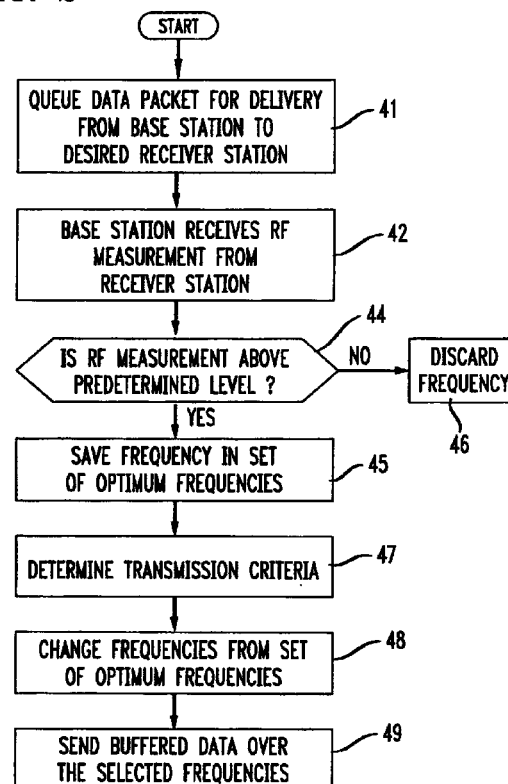 START
QUEUE DATA PACKET FOR DELIVERY
FROM BASE STATION TO
DESIRED RECEIVER STATION
41
BASE STATION RECEIVES RF
MEASUREMENT FROM
RECEIVER STATION
42
44
IS RF MEASUREMENT ABOVE
PREDETERMINED LEVEL ?
NO
DISCARD
FREQUENCY
46
YES
SAVE FREQUENCY IN SET
OF OPTIMUM FREQUENCIES
45
DETERMINE TRANSMISSION CRITERIA
47
CHANGE FREQUENCIES FROM SET
OF OPTIMUM FREQUENCIES
48
SEND BUFFERED DATA OVER
THE SELECTED FREQUENCIES
49